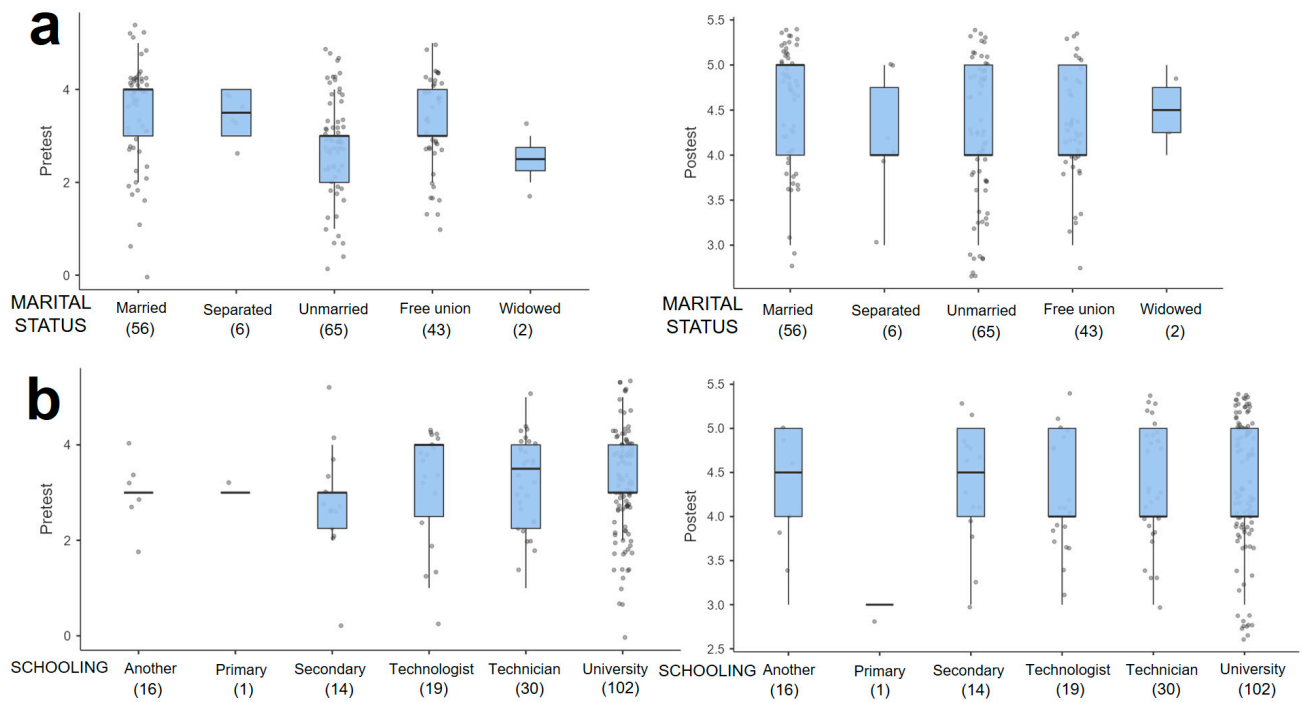 a
Pretest
4
2
0
MARITAL STATUS
Married (56)
Separated (6)
Unmarried (65)
Free union (43)
Widowed (2)
Postest
5.5
5.0
4.5
4.0
3.5
3.0
MARITAL STATUS
Married (56)
Separated (6)
Unmarried (65)
Free union (43)
Widowed (2)
b
Pretest
4
2
0
SCHOOLING
Another (16)
Primary (1)
Secondary (14)
Technologist (19)
Technician (30)
University (102)
Postest
5.5
5.0
4.5
4.0
3.5
3.0
2.5
SCHOOLING
Another (16)
Primary (1)
Secondary (14)
Technologist (19)
Technician (30)
University (102)